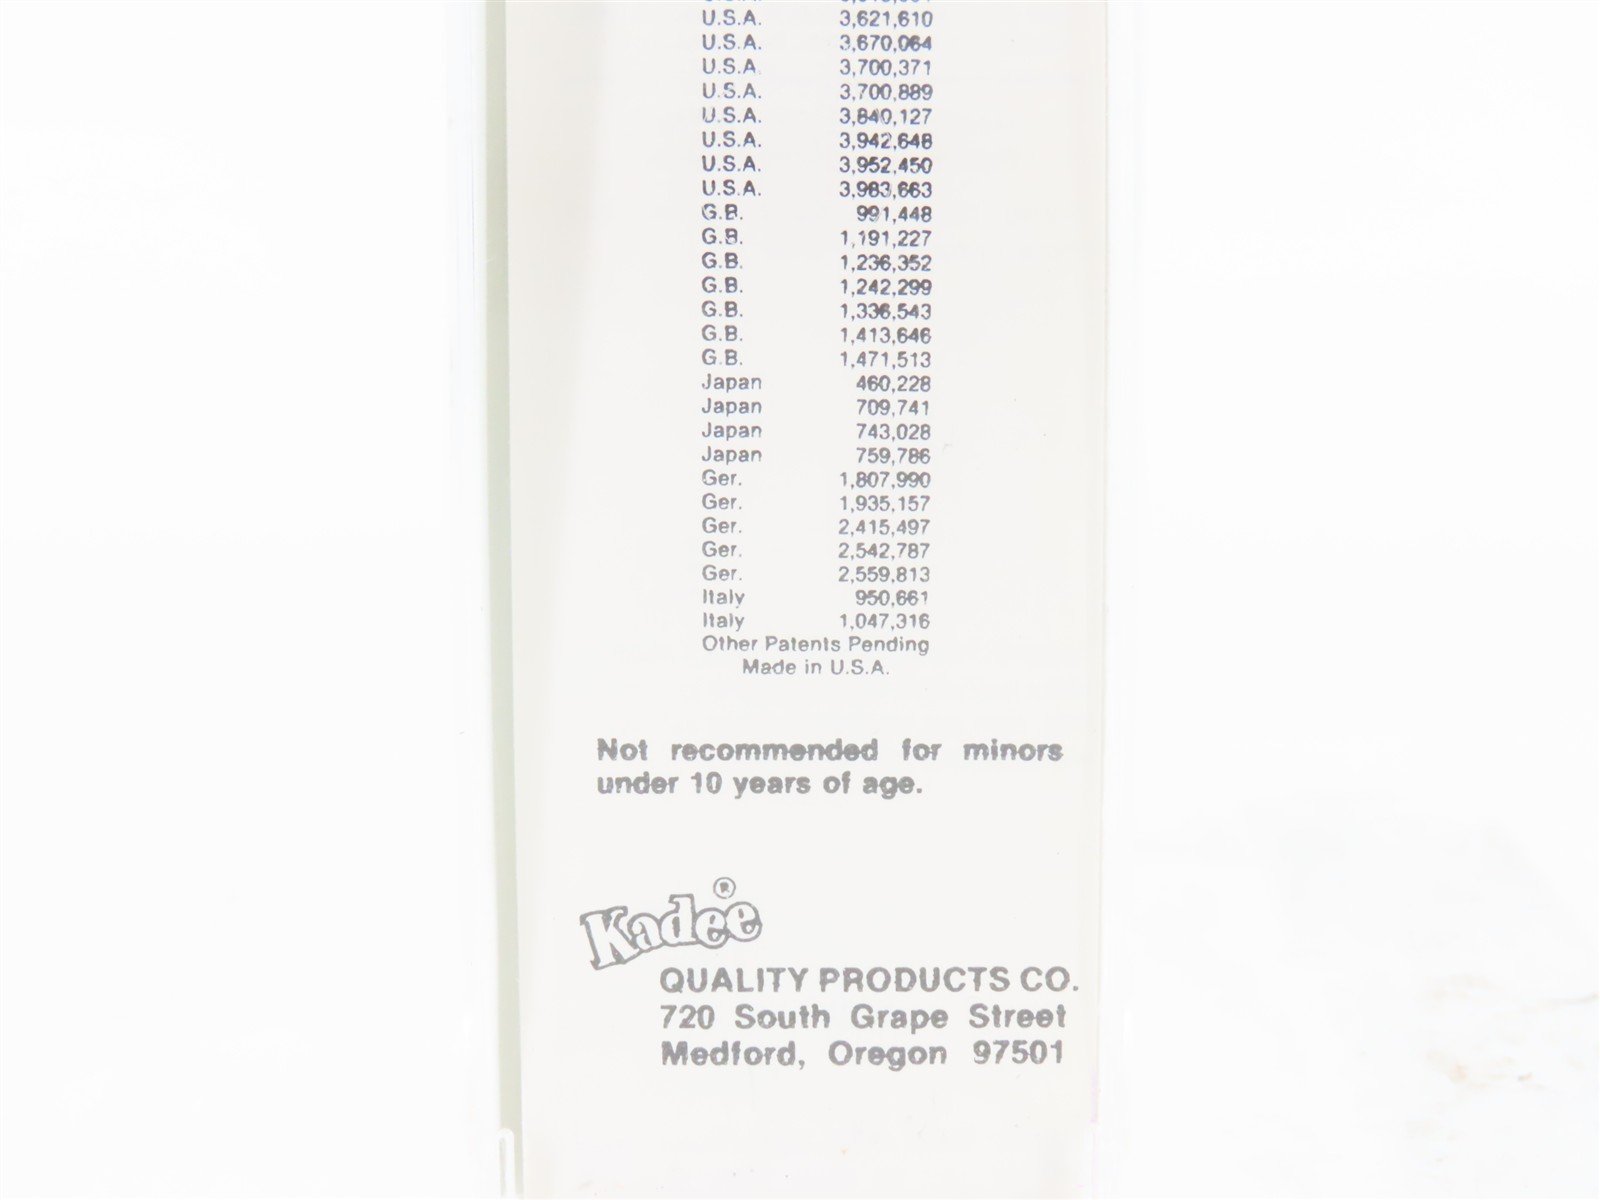 U.S.A. 3,621,610
U.S.A. 3,670,064
U.S.A. 3,700,371
U.S.A. 3,700,889
U.S.A. 3,840,127
U.S.A. 3,942,648
U.S.A. 3,952,450
U.S.A. 3,983,663
G.B. 991,448
G.B. 1,191,227
G.B. 1,236,352
G.B. 1,242,299
G.B. 1,336,543
G.B. 1,413,646
G.B. 1,471,513
Japan 460,228
Japan 709,741
Japan 743,028
Japan 759,786
Ger. 1,807,990
Ger. 1,935,157
Ger. 2,415,497
Ger. 2,542,787
Ger. 2,559,813
Italy 950,661
Italy 1,047,316
Other Patents Pending
Made in U.S.A.
Not recommended for minors
under 10 years of age.
Kadee®
QUALITY PRODUCTS CO.
720 South Grape Street
Medford, Oregon 97501